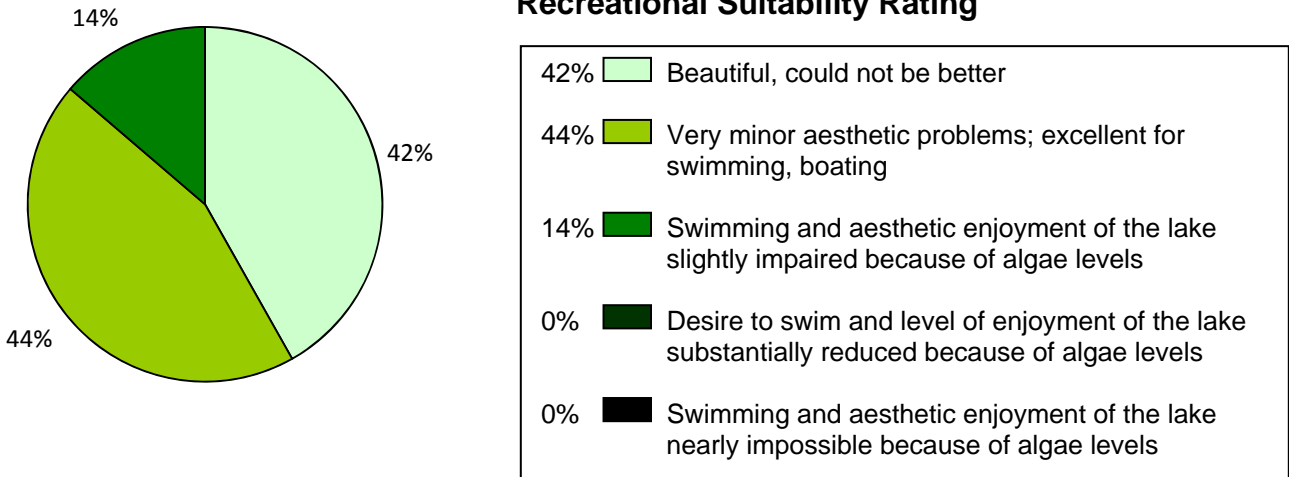 14%
42%
44%
Recreational Suitability Rating
42% Beautiful, could not be better
44% Very minor aesthetic problems; excellent for
swimming, boating
14% Swimming and aesthetic enjoyment of the lake
slightly impaired because of algae levels
0% Desire to swim and level of enjoyment of the lake
substantially reduced because of algae levels
0% Swimming and aesthetic enjoyment of the lake
nearly impossible because of algae levels